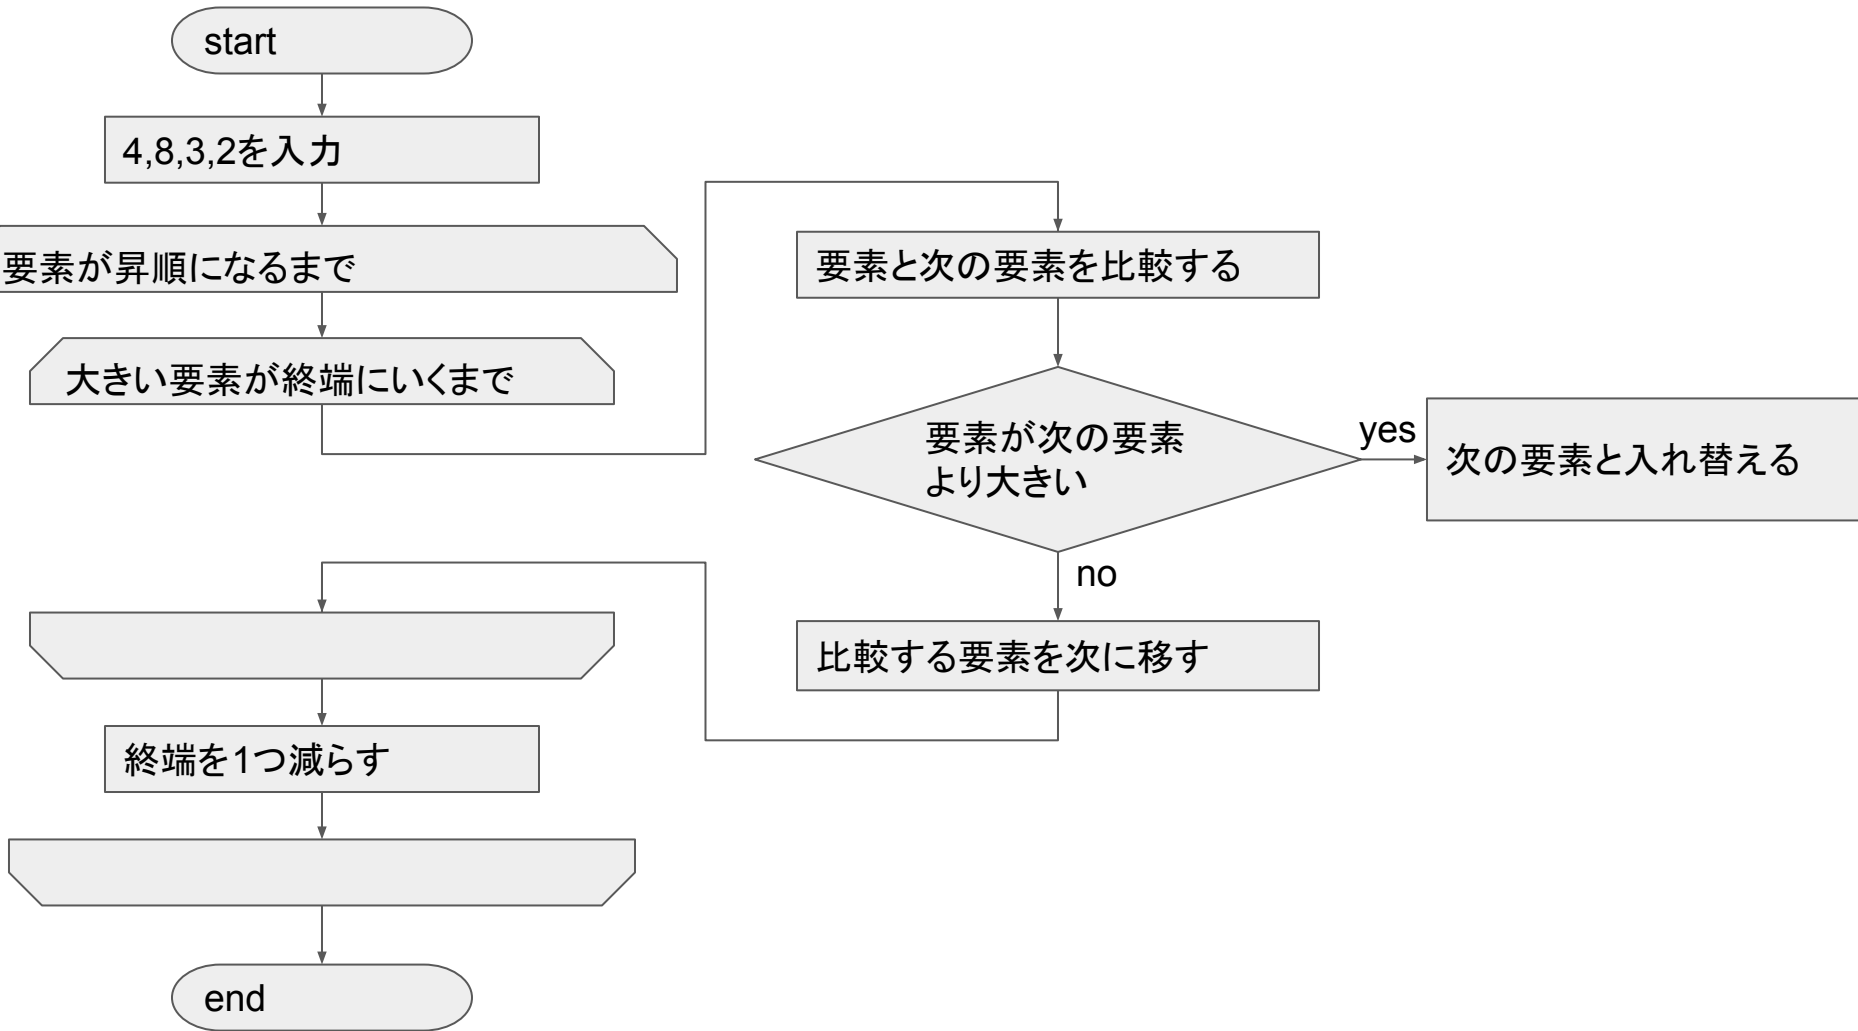 start
4,8,3,2を入力
要素が昇順になるまで
大きい要素が終端にいくまで
要素と次の要素を比較する
要素が次の要素
より大きい
yes
次の要素と入れ替える
no
比較する要素を次に移す
終端を1つ減らす
end